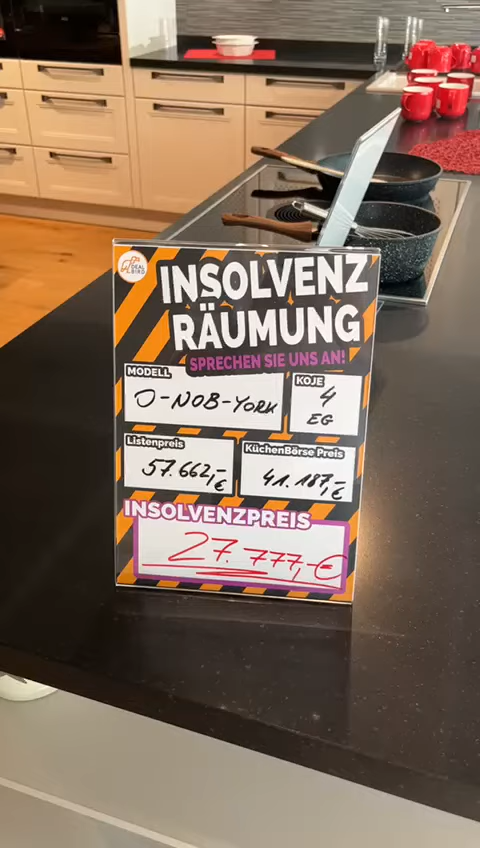 DEAL
BIRD
INSOLVENZ
RÄUMUNG
SPRECHEN SIE UNS AN!
MODELL
O-NOB-YORK
KOJE
4
EG
Listenpreis
57.662,-€
KüchenBörse Preis
41.187,-€
INSOLVENZPREIS
27.777,-€